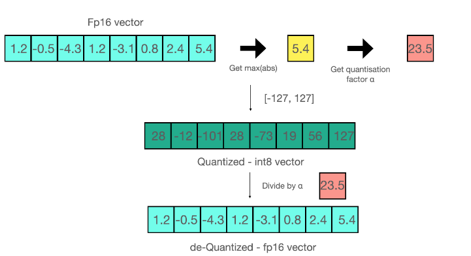 Fp16 vector
1.2 -0.5 -4.3 1.2 -3.1 0.8 2.4 5.4
5.4
23.5
Get max(abs)
Get quantisation
factor α
[-127, 127]
28 -12 -101 28 -73 19 56 127
Quantized - int8 vector
Divide by α
23.5
1.2 -0.5 -4.3 1.2 -3.1 0.8 2.4 5.4
de-Quantized - fp16 vector